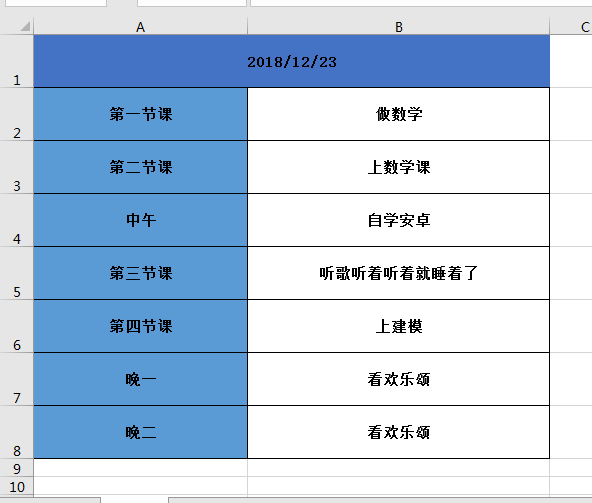 A B C
1 2018/12/23
2 第一节课 做数学
3 第二节课 上数学课
4 中午 自学安卓
5 第三节课 听歌听着听着就睡着了
6 第四节课 上建模
7 晚一 看欢乐颂
8 晚二 看欢乐颂
9
10